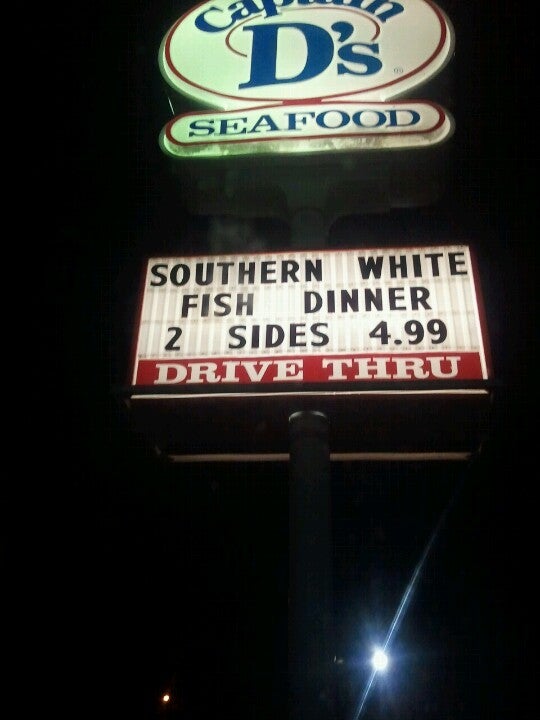 Captain
D's
SEAFOOD
SOUTHERN WHITE
FISH DINNER
2 SIDES 4.99
DRIVE THRU